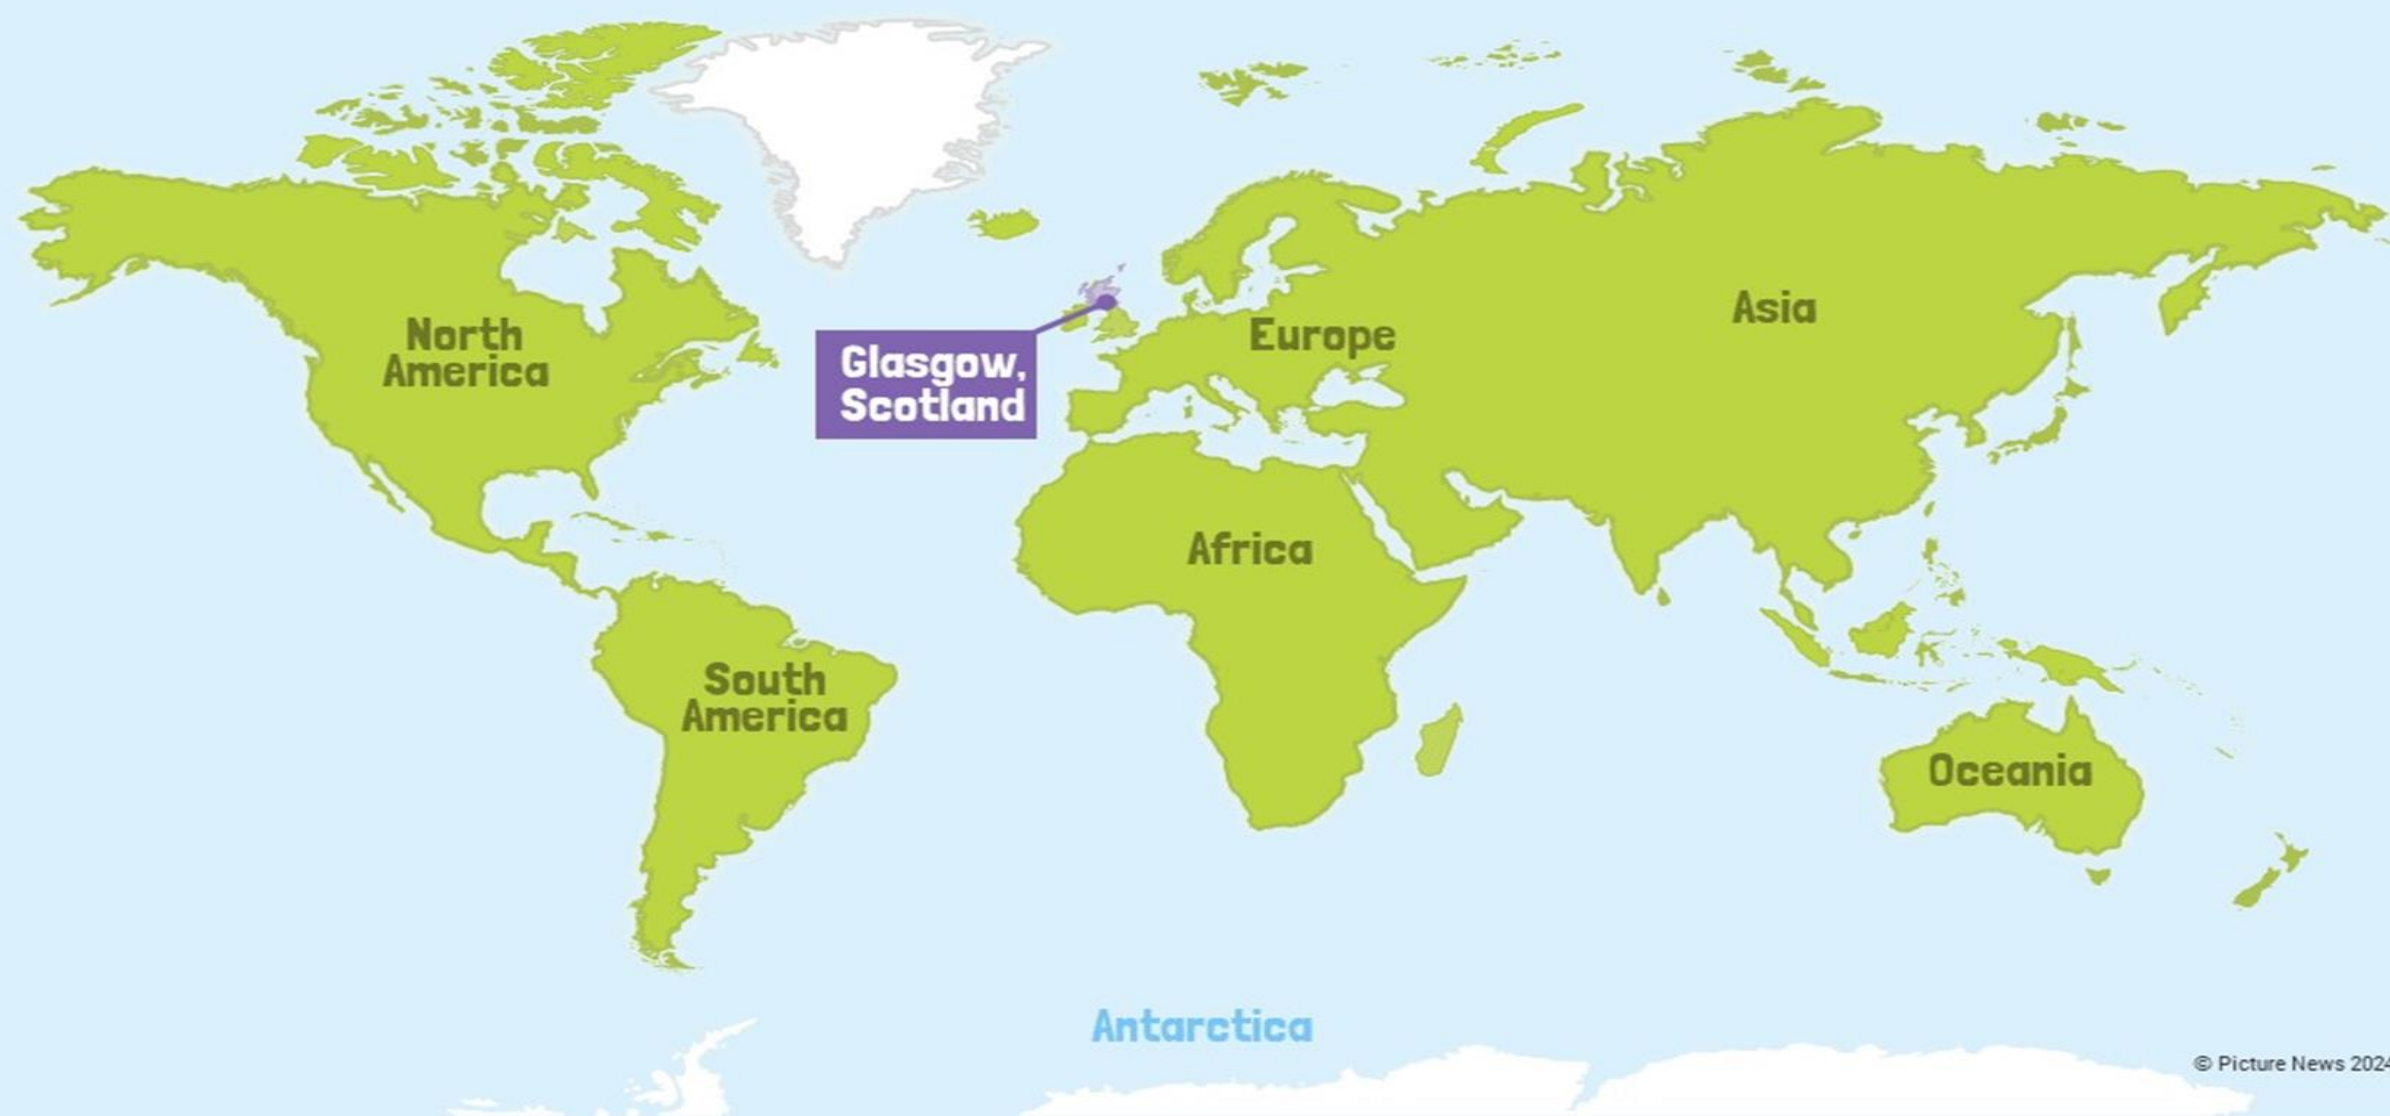 North
America
Glasgow,
Scotland
Europe
Asia
Africa
South
America
Oceania
Antarctica
© Picture News 2024